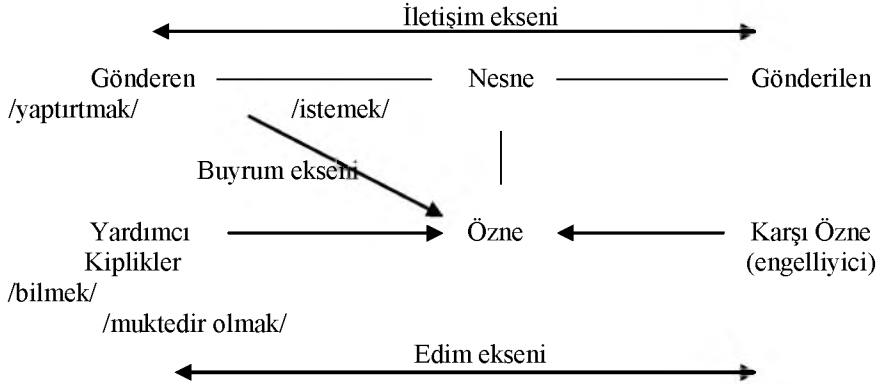 İletişim ekseni
Gönderen Nesne Gönderilen
/yaptırtmak/ /istemek/
Buyrum ekseni
Yardımcı Özne Karşı Özne
Kiplikler (engelliyici)
/bilmek/
/muktedir olmak/
Edim ekseni